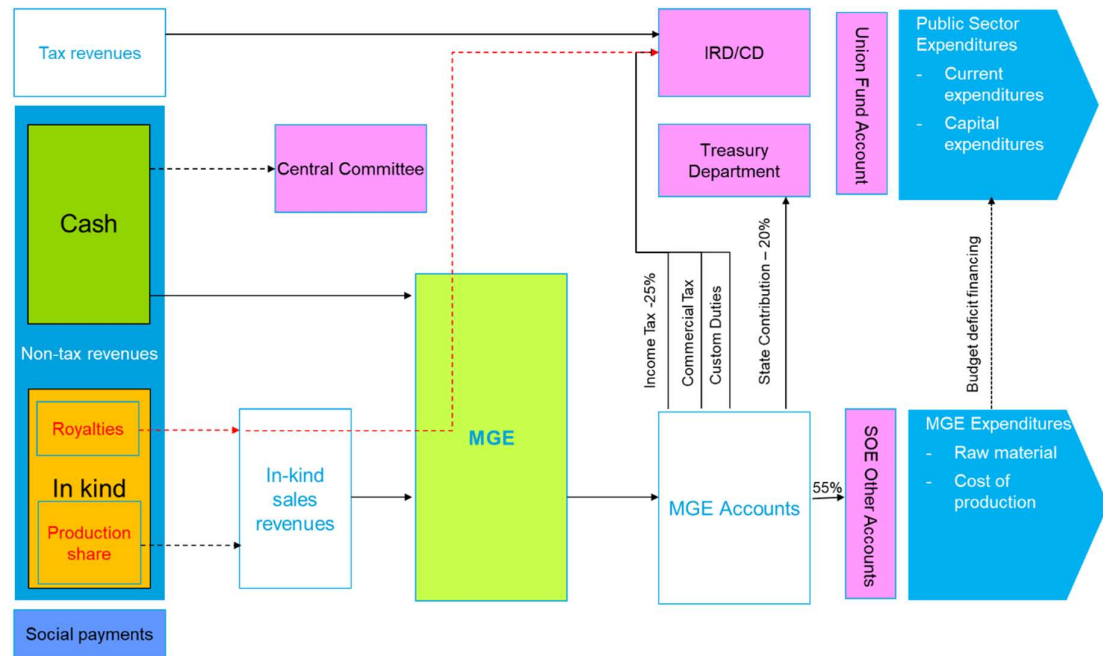 Tax revenues
IRD/CD
Union Fund Account
Public Sector
Expenditures
- Current
expenditures
- Capital
expenditures
Cash
Central Committee
Treasury
Department
Non-tax revenues
Income Tax -25%
Commercial Tax
Custom Duties
State Contribution – 20%
Budget deficit financing
Royalties
In kind
Production
share
In-kind
sales
revenues
MGE
MGE Accounts
55%
SOE Other Accounts
MGE Expenditures
- Raw material
- Cost of
production
Social payments